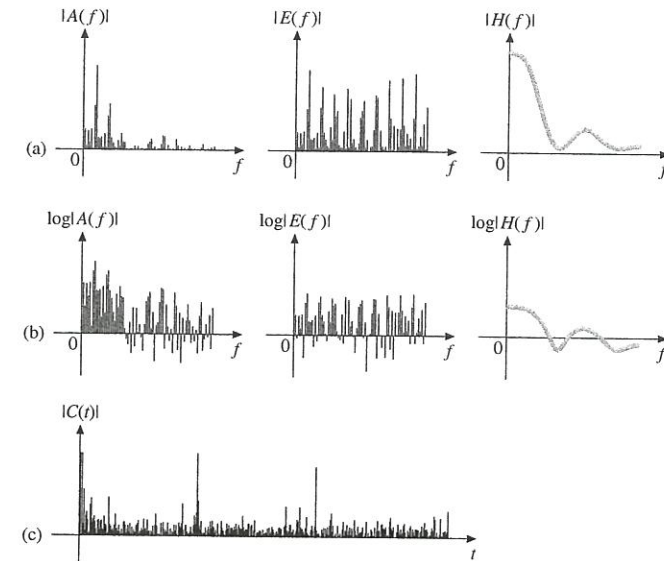 |A(f)| |E(f)| |H(f)|
(a) 0 f 0 f 0 f
log|A(f)| log|E(f)| log|H(f)|
(b) 0 f 0 f 0 f
|C(t)|
(c) t